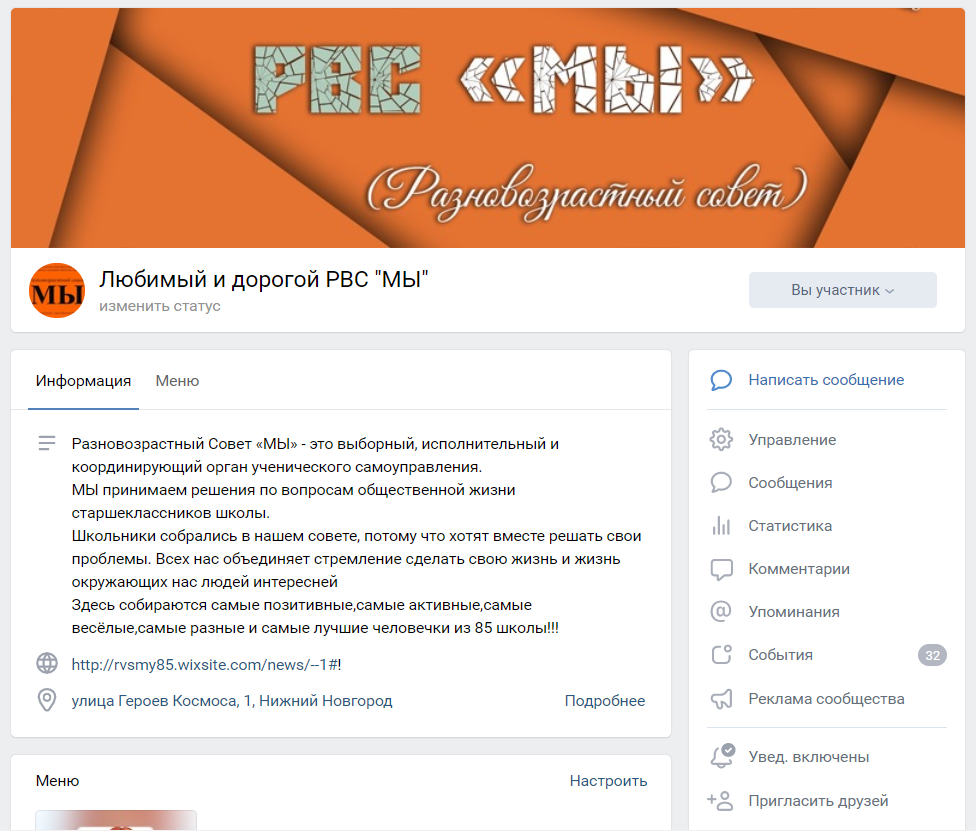 РВС «МЫ»
(Разновозрастный совет)
МЫ
Любимый и дорогой РВС "МЫ"
изменить статус
Вы участник
Информация
Меню
Разновозрастный Совет «МЫ» - это выборный, исполнительный и
координирующий орган ученического самоуправления.
МЫ принимаем решения по вопросам общественной жизни
старшеклассников школы.
Школьники собрались в нашем совете, потому что хотят вместе решать свои
проблемы. Всех нас объединяет стремление сделать свою жизнь и жизнь
окружающих нас людей интересней
Здесь собираются самые позитивные,самые активные,самые
весёлые,самые разные и самые лучшие человечки из 85 школы!!!
http://rvsmy85.wixsite.com/news/--1#!
улица Героев Космоса, 1, Нижний Новгород
Подробнее
Меню
Настроить
Написать сообщение
Управление
Сообщения
Статистика
Комментарии
Упоминания
События 32
Реклама сообщества
Увед. включены
Пригласить друзей